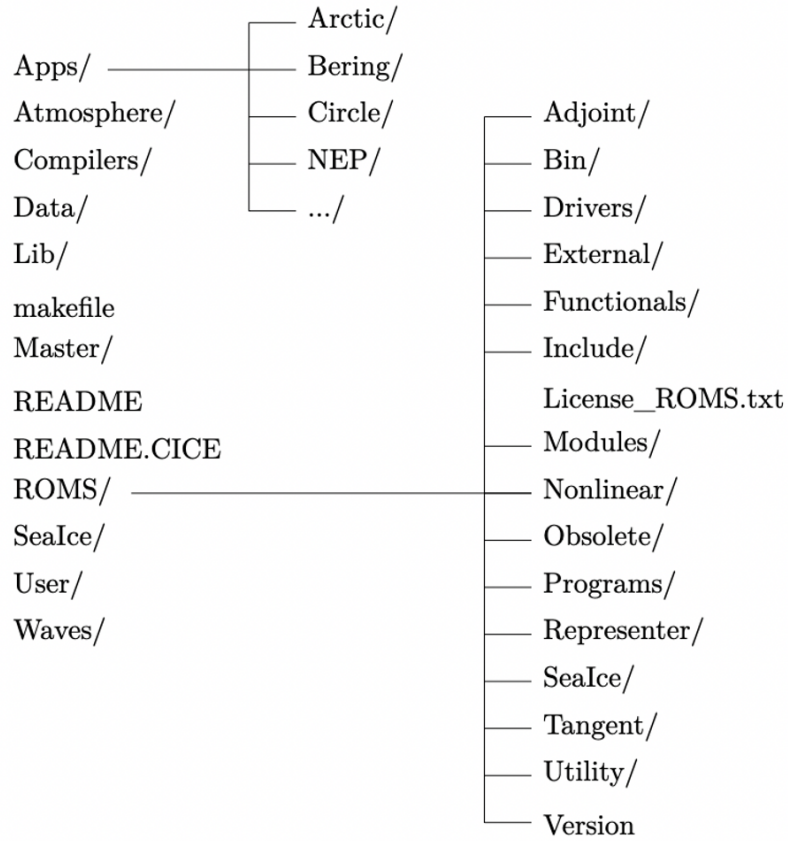 Apps/
Atmosphere/
Compilers/
Data/
Lib/
makefile
Master/
README
README.CICE
ROMS/
SeaIce/
User/
Waves/
Arctic/
Bering/
Circle/
NEP/
.../
Adjoint/
Bin/
Drivers/
External/
Functionals/
Include/
License_ROMS.txt
Modules/
Nonlinear/
Obsolete/
Programs/
Representer/
SeaIce/
Tangent/
Utility/
Version